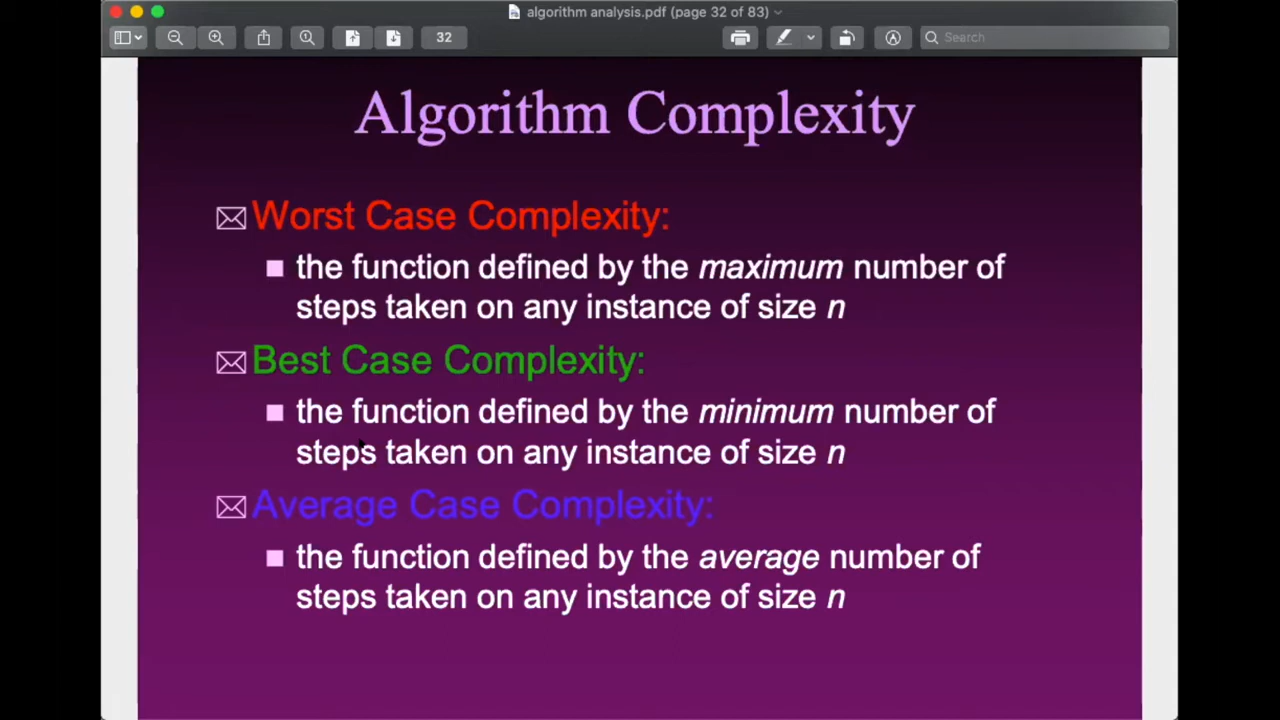 algorithm analysis.pdf (page 32 of 83)
32
Search
Algorithm Complexity
Worst Case Complexity:
the function defined by the maximum number of
steps taken on any instance of size n
Best Case Complexity:
the function defined by the minimum number of
steps taken on any instance of size n
Average Case Complexity:
the function defined by the average number of
steps taken on any instance of size n